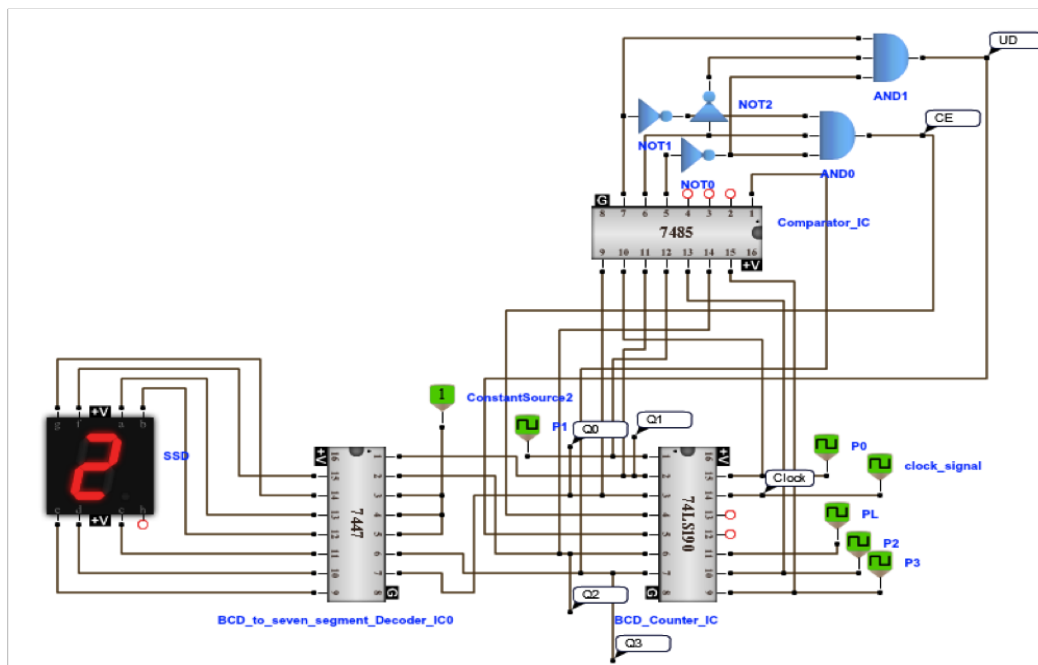 UD
AND1
NOT2
CE
NOT1
AND0
NOT0
G
8 7 6 5 4 3 2 1
7485
Comparator_IC
9 10 11 12 13 14 15 16
+V
1
ConstantSource2
P1
Q0
Q1
P0
clock_signal
Clock
PL
P2
P3
g f +V a b
2
SSD
e d +V c h
+V
16 15 14 13 12 11 10 9
7447
1 2 3 4 5 6 7 8
G
BCD_to_seven_segment_Decoder_IC0
1 2 3 4 5 6 7 8
74LS190
+V
16 15 14 13 12 11 10 9
G
BCD_Counter_IC
Q2
Q3